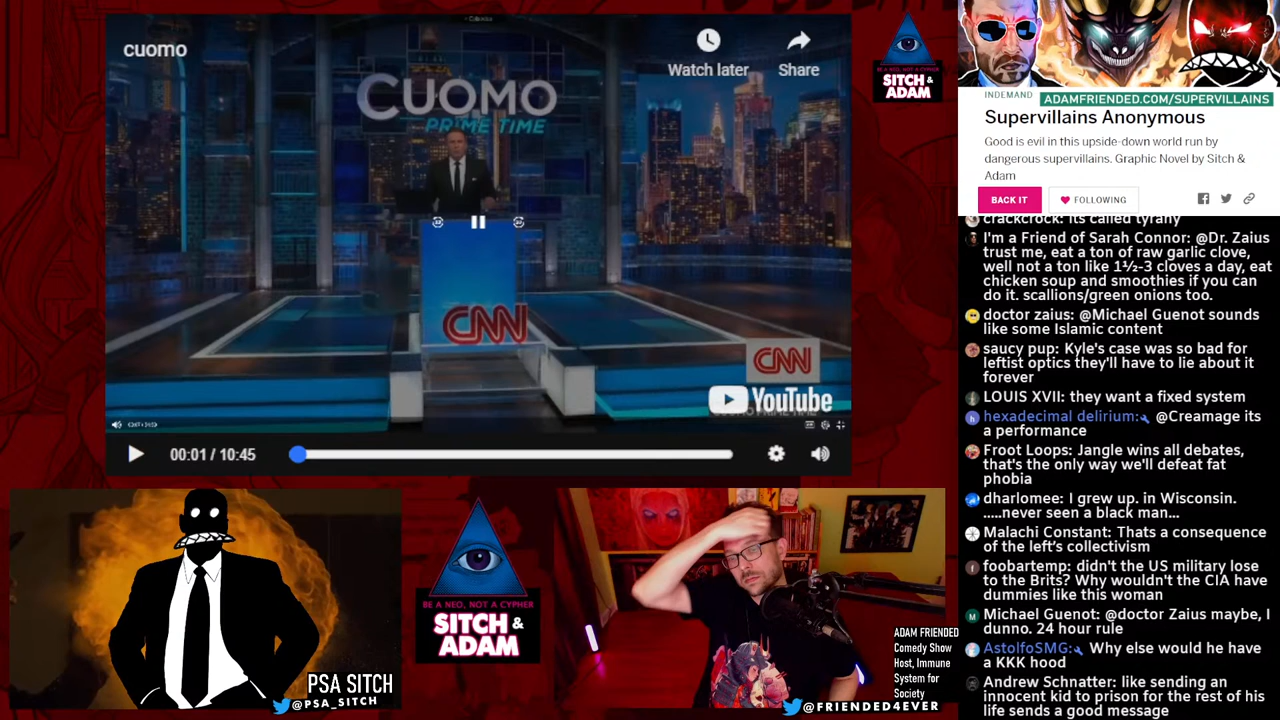 cuomo
Watch later
Share
CUOMO
PRIME TIME
CNN
CNN
YouTube
00:01 / 10:45
BE A NEO, NOT A CYPHER
SITCH &
ADAM
INDEMAND
ADAMFRIENDED.COM/SUPERVILLAINS
Supervillains Anonymous
Good is evil in this upside-down world run by
dangerous supervillains. Graphic Novel by Sitch &
Adam
BACK IT
FOLLOWING
crackcrock: its called tyrany
I'm a Friend of Sarah Connor: @Dr. Zaius
trust me, eat a ton of raw garlic clove,
well not a ton like 1½-3 cloves a day, eat
chicken soup and smoothies if you can
do it. scallions/green onions too.
doctor zaius: @Michael Guenot sounds
like some Islamic content
saucy pup: Kyle's case was so bad for
leftist optics they'll have to lie about it
forever
LOUIS XVII: they want a fixed system
hexadecimal delirium: @Creamage its
a performance
Froot Loops: Jangle wins all debates,
that's the only way we'll defeat fat
phobia
dharlomee: I grew up. in Wisconsin.
.....never seen a black man...
Malachi Constant: Thats a consequence
of the left's collectivism
foobartemp: didn't the US military lose
to the Brits? Why wouldn't the CIA have
dummies like this woman
Michael Guenot: @doctor Zaius maybe, I
dunno. 24 hour rule
AstolfoSMG: Why else would he have
a KKK hood
Andrew Schnatter: like sending an
innocent kid to prison for the rest of his
life sends a good message
PSA SITCH
@PSA_SITCH
BE A NEO, NOT A CYPHER
SITCH &
ADAM
ADAM FRIENDED
Comedy Show
Host, Immune
System for
Society
@FRIENDED4EVER